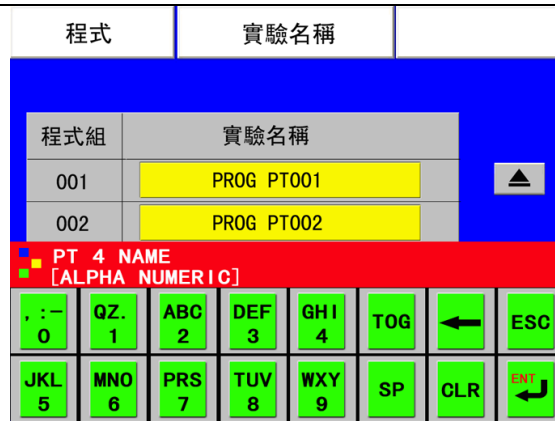 程式 實驗名稱
程式組 實驗名稱
001 PROG PT001
002 PROG PT002
PT 4 NAME
[ALPHA NUMERIC]
, : – QZ. ABC DEF GHI TOG ← ESC
0 1 2 3 4
JKL MNO PRS TUV WXY SP CLR ENT
5 6 7 8 9